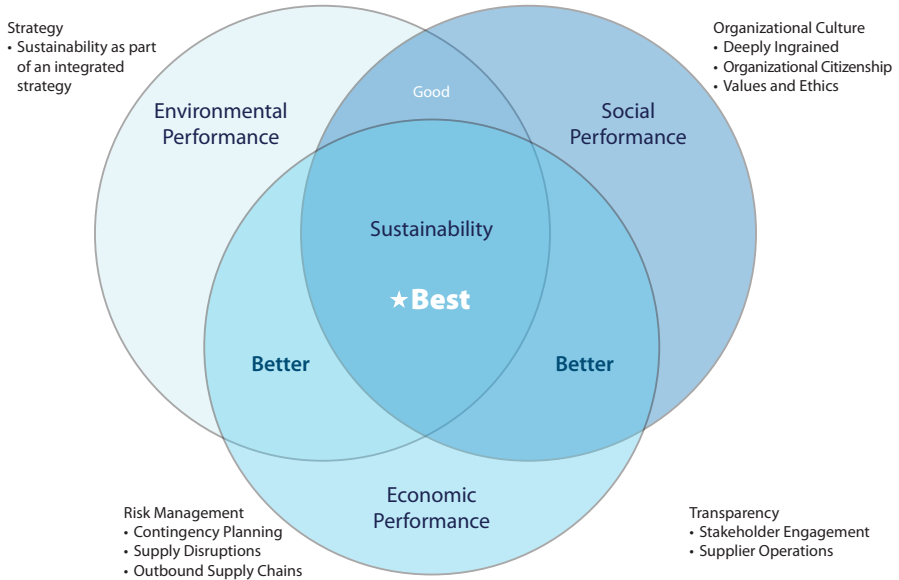 Strategy
• Sustainability as part
of an integrated
strategy
Organizational Culture
• Deeply Ingrained
• Organizational Citizenship
• Values and Ethics
Good
Environmental
Performance
Social
Performance
Sustainability
★Best
Better
Better
Economic
Performance
Risk Management
• Contingency Planning
• Supply Disruptions
• Outbound Supply Chains
Transparency
• Stakeholder Engagement
• Supplier Operations